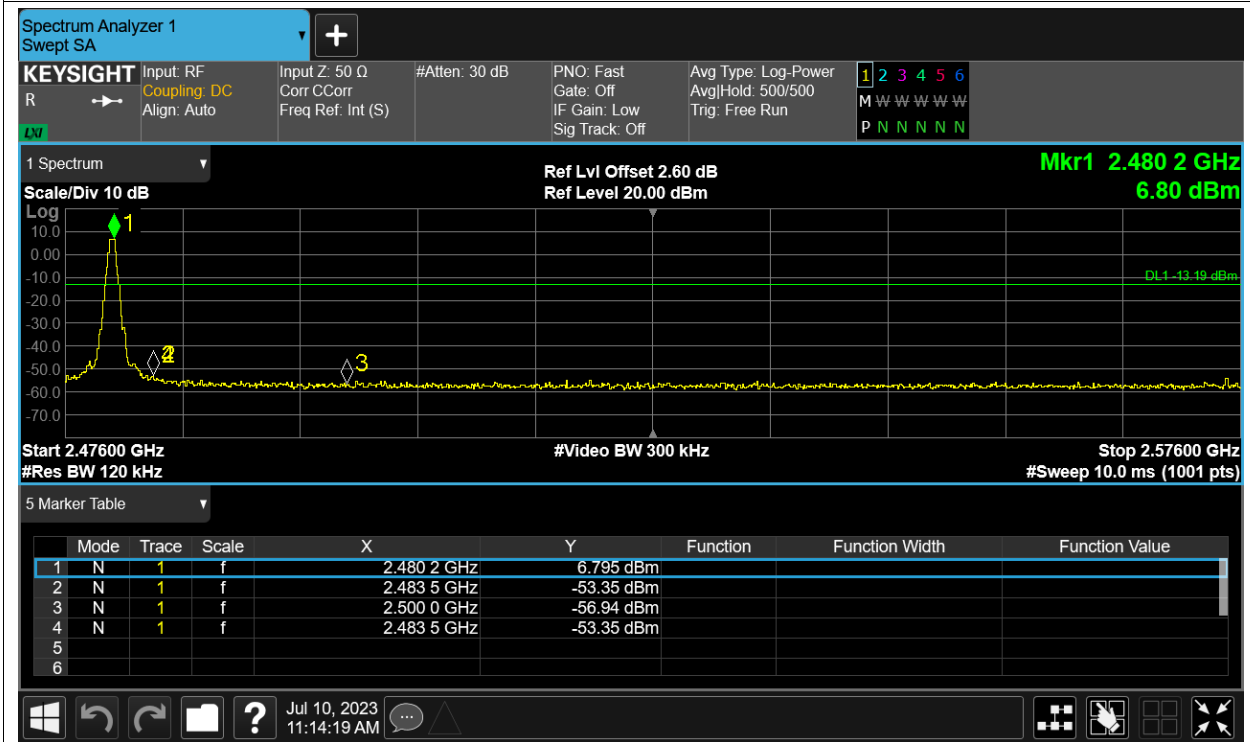 Spectrum Analyzer 1
Swept SA
+
KEYSIGHT
R
LXI
Input: RF
Coupling: DC
Align: Auto
Input Z: 50 Ω
Corr CCorr
Freq Ref: Int (S)
#Atten: 30 dB
PNO: Fast
Gate: Off
IF Gain: Low
Sig Track: Off
Avg Type: Log-Power
Avg|Hold: 500/500
Trig: Free Run
1 2 3 4 5 6
M W W W W W
P N N N N N
1 Spectrum
Scale/Div 10 dB
Ref Lvl Offset 2.60 dB
Ref Level 20.00 dBm
Mkr1 2.480 2 GHz
6.80 dBm
Log
10.0
0.00
-10.0
-20.0
-30.0
-40.0
-50.0
-60.0
-70.0
1
DL1 -13.19 dBm
3
Start 2.47600 GHz
#Res BW 120 kHz
#Video BW 300 kHz
Stop 2.57600 GHz
#Sweep 10.0 ms (1001 pts)
5 Marker Table
Mode Trace Scale X Y Function Function Width Function Value
1 N 1 f 2.480 2 GHz 6.795 dBm
2 N 1 f 2.483 5 GHz -53.35 dBm
3 N 1 f 2.500 0 GHz -56.94 dBm
4 N 1 f 2.483 5 GHz -53.35 dBm
5
6
?
Jul 10, 2023
11:14:19 AM